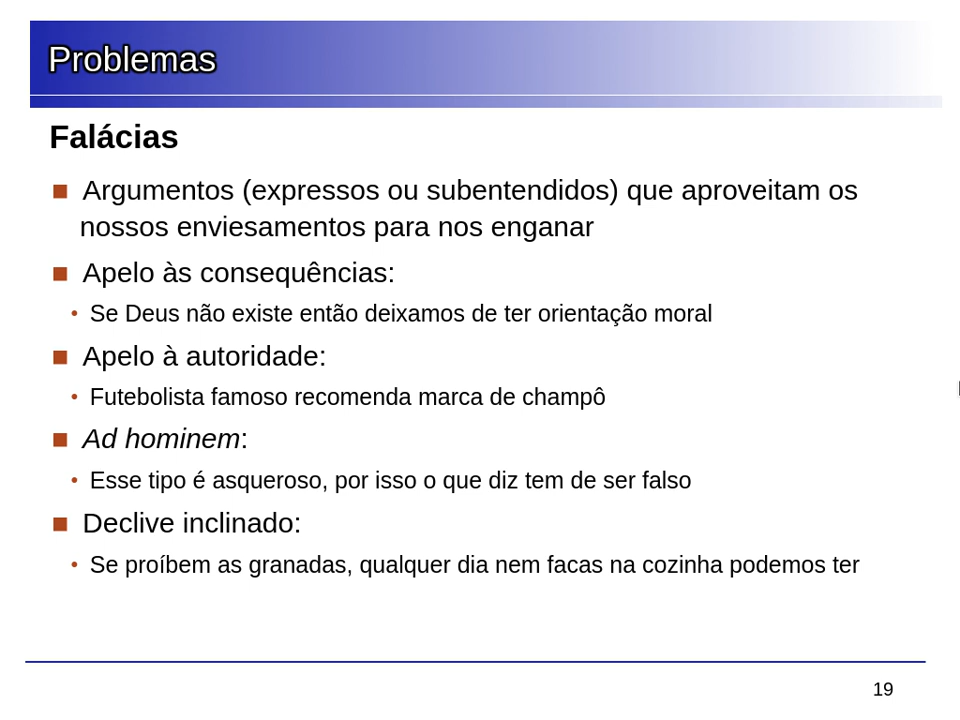 Problemas
Falácias
■ Argumentos (expressos ou subentendidos) que aproveitam os
nossos enviesamentos para nos enganar
■ Apelo às consequências:
• Se Deus não existe então deixamos de ter orientação moral
■ Apelo à autoridade:
• Futebolista famoso recomenda marca de champô
■ Ad hominem:
• Esse tipo é asqueroso, por isso o que diz tem de ser falso
■ Declive inclinado:
• Se proíbem as granadas, qualquer dia nem facas na cozinha podemos ter
19